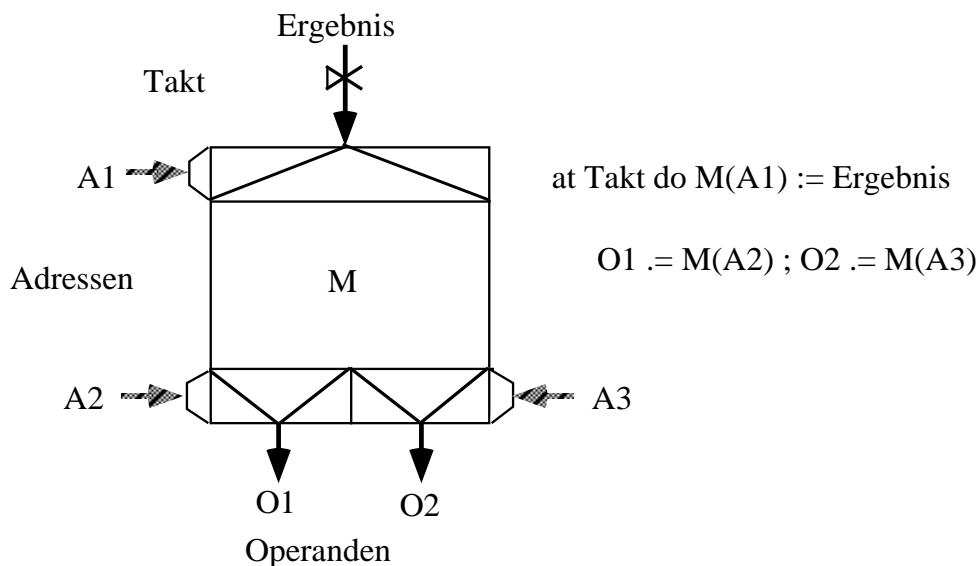 Ergebnis
Takt
A1
at Takt do M(A1) := Ergebnis
O1 .= M(A2) ; O2 .= M(A3)
Adressen
M
A2
A3
O1
O2
Operanden